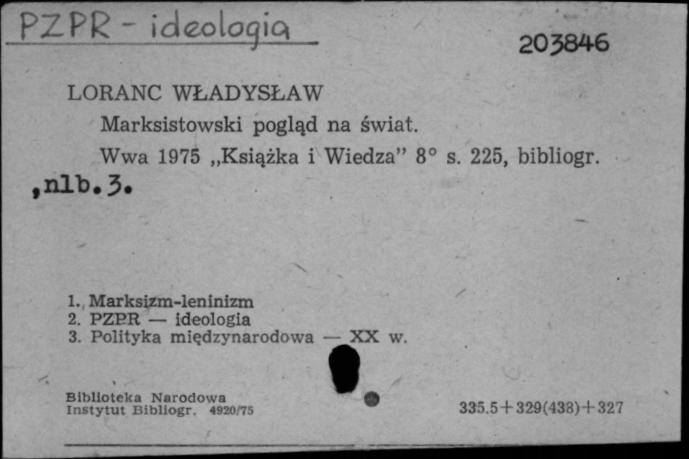 PZPR - ideologia
203846
LORANC WŁADYSŁAW
Marksistowski pogląd na świat.
Wwa 1975 „Książka i Wiedza” 8° s. 225, bibliogr.
,nlb.3.
1. Marksizm-leninizm
2. PZPR — ideologia
3. Polityka międzynarodowa — XX w.
Biblioteka Narodowa
Instytut Bibliogr. 4920/75
335.5+329(438)+327